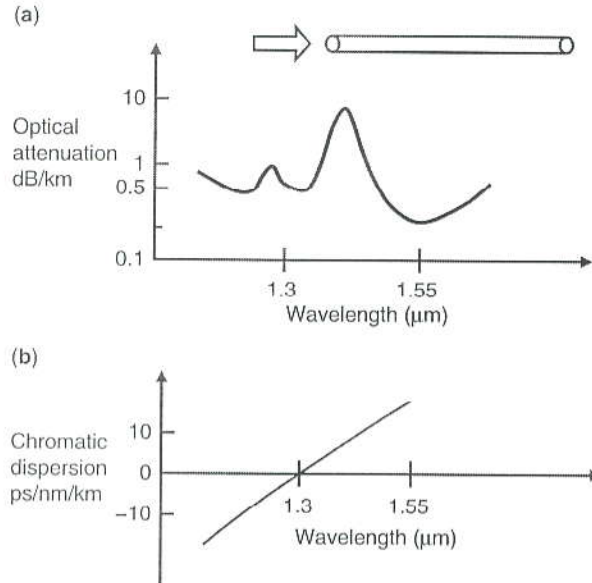 (a)
Optical
attenuation
dB/km
10
1
0.5
0.1
1.3
1.55
Wavelength (μm)
(b)
Chromatic
dispersion
ps/nm/km
10
0
−10
1.3
1.55
Wavelength (μm)